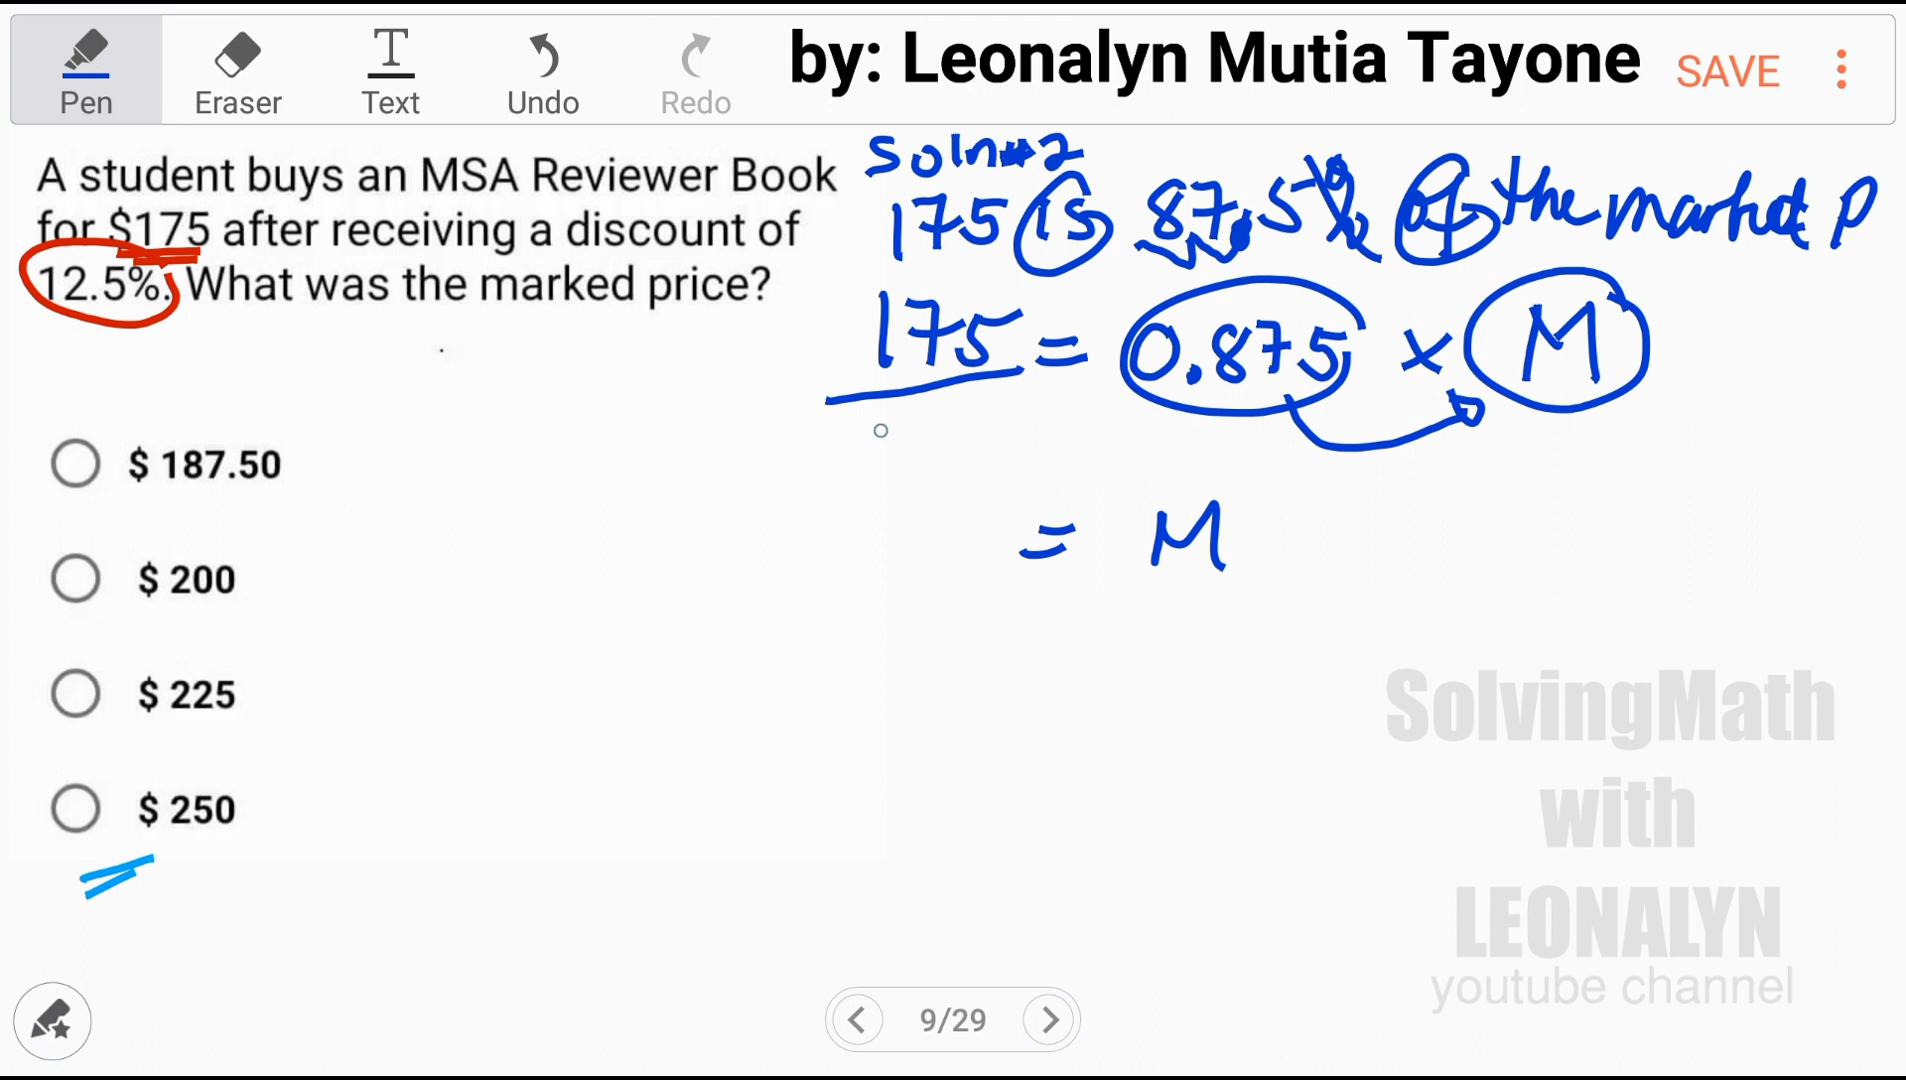 by: Leonalyn Mutia Tayone
SAVE
Pen
Eraser
Text
Undo
Redo
A student buys an MSA Reviewer Book
for $175 after receiving a discount of
12.5%. What was the marked price?
$ 187.50
$ 200
$ 225
$ 250
soln#2
175 is 87.5% of the marked P
175 = 0.875 × M
= M
SolvingMath
with
LEONALYN
youtube channel
9/29